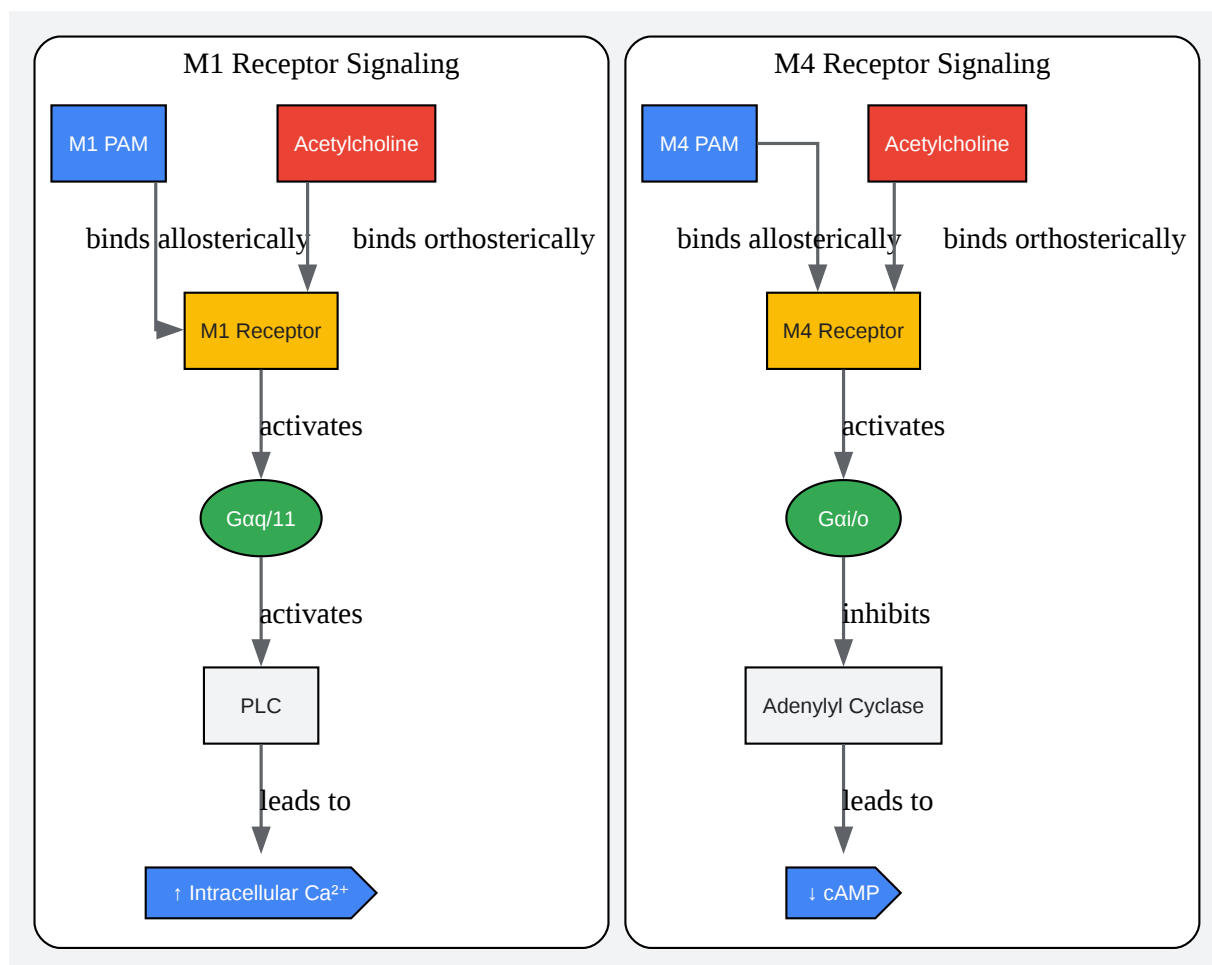 M1 Receptor Signaling
M1 PAM
Acetylcholine
binds allosterically
binds orthosterically
M1 Receptor
activates
Gαq/11
activates
PLC
leads to
↑ Intracellular Ca²⁺
M4 Receptor Signaling
M4 PAM
Acetylcholine
binds allosterically
binds orthosterically
M4 Receptor
activates
Gαi/o
inhibits
Adenylyl Cyclase
leads to
↓ cAMP